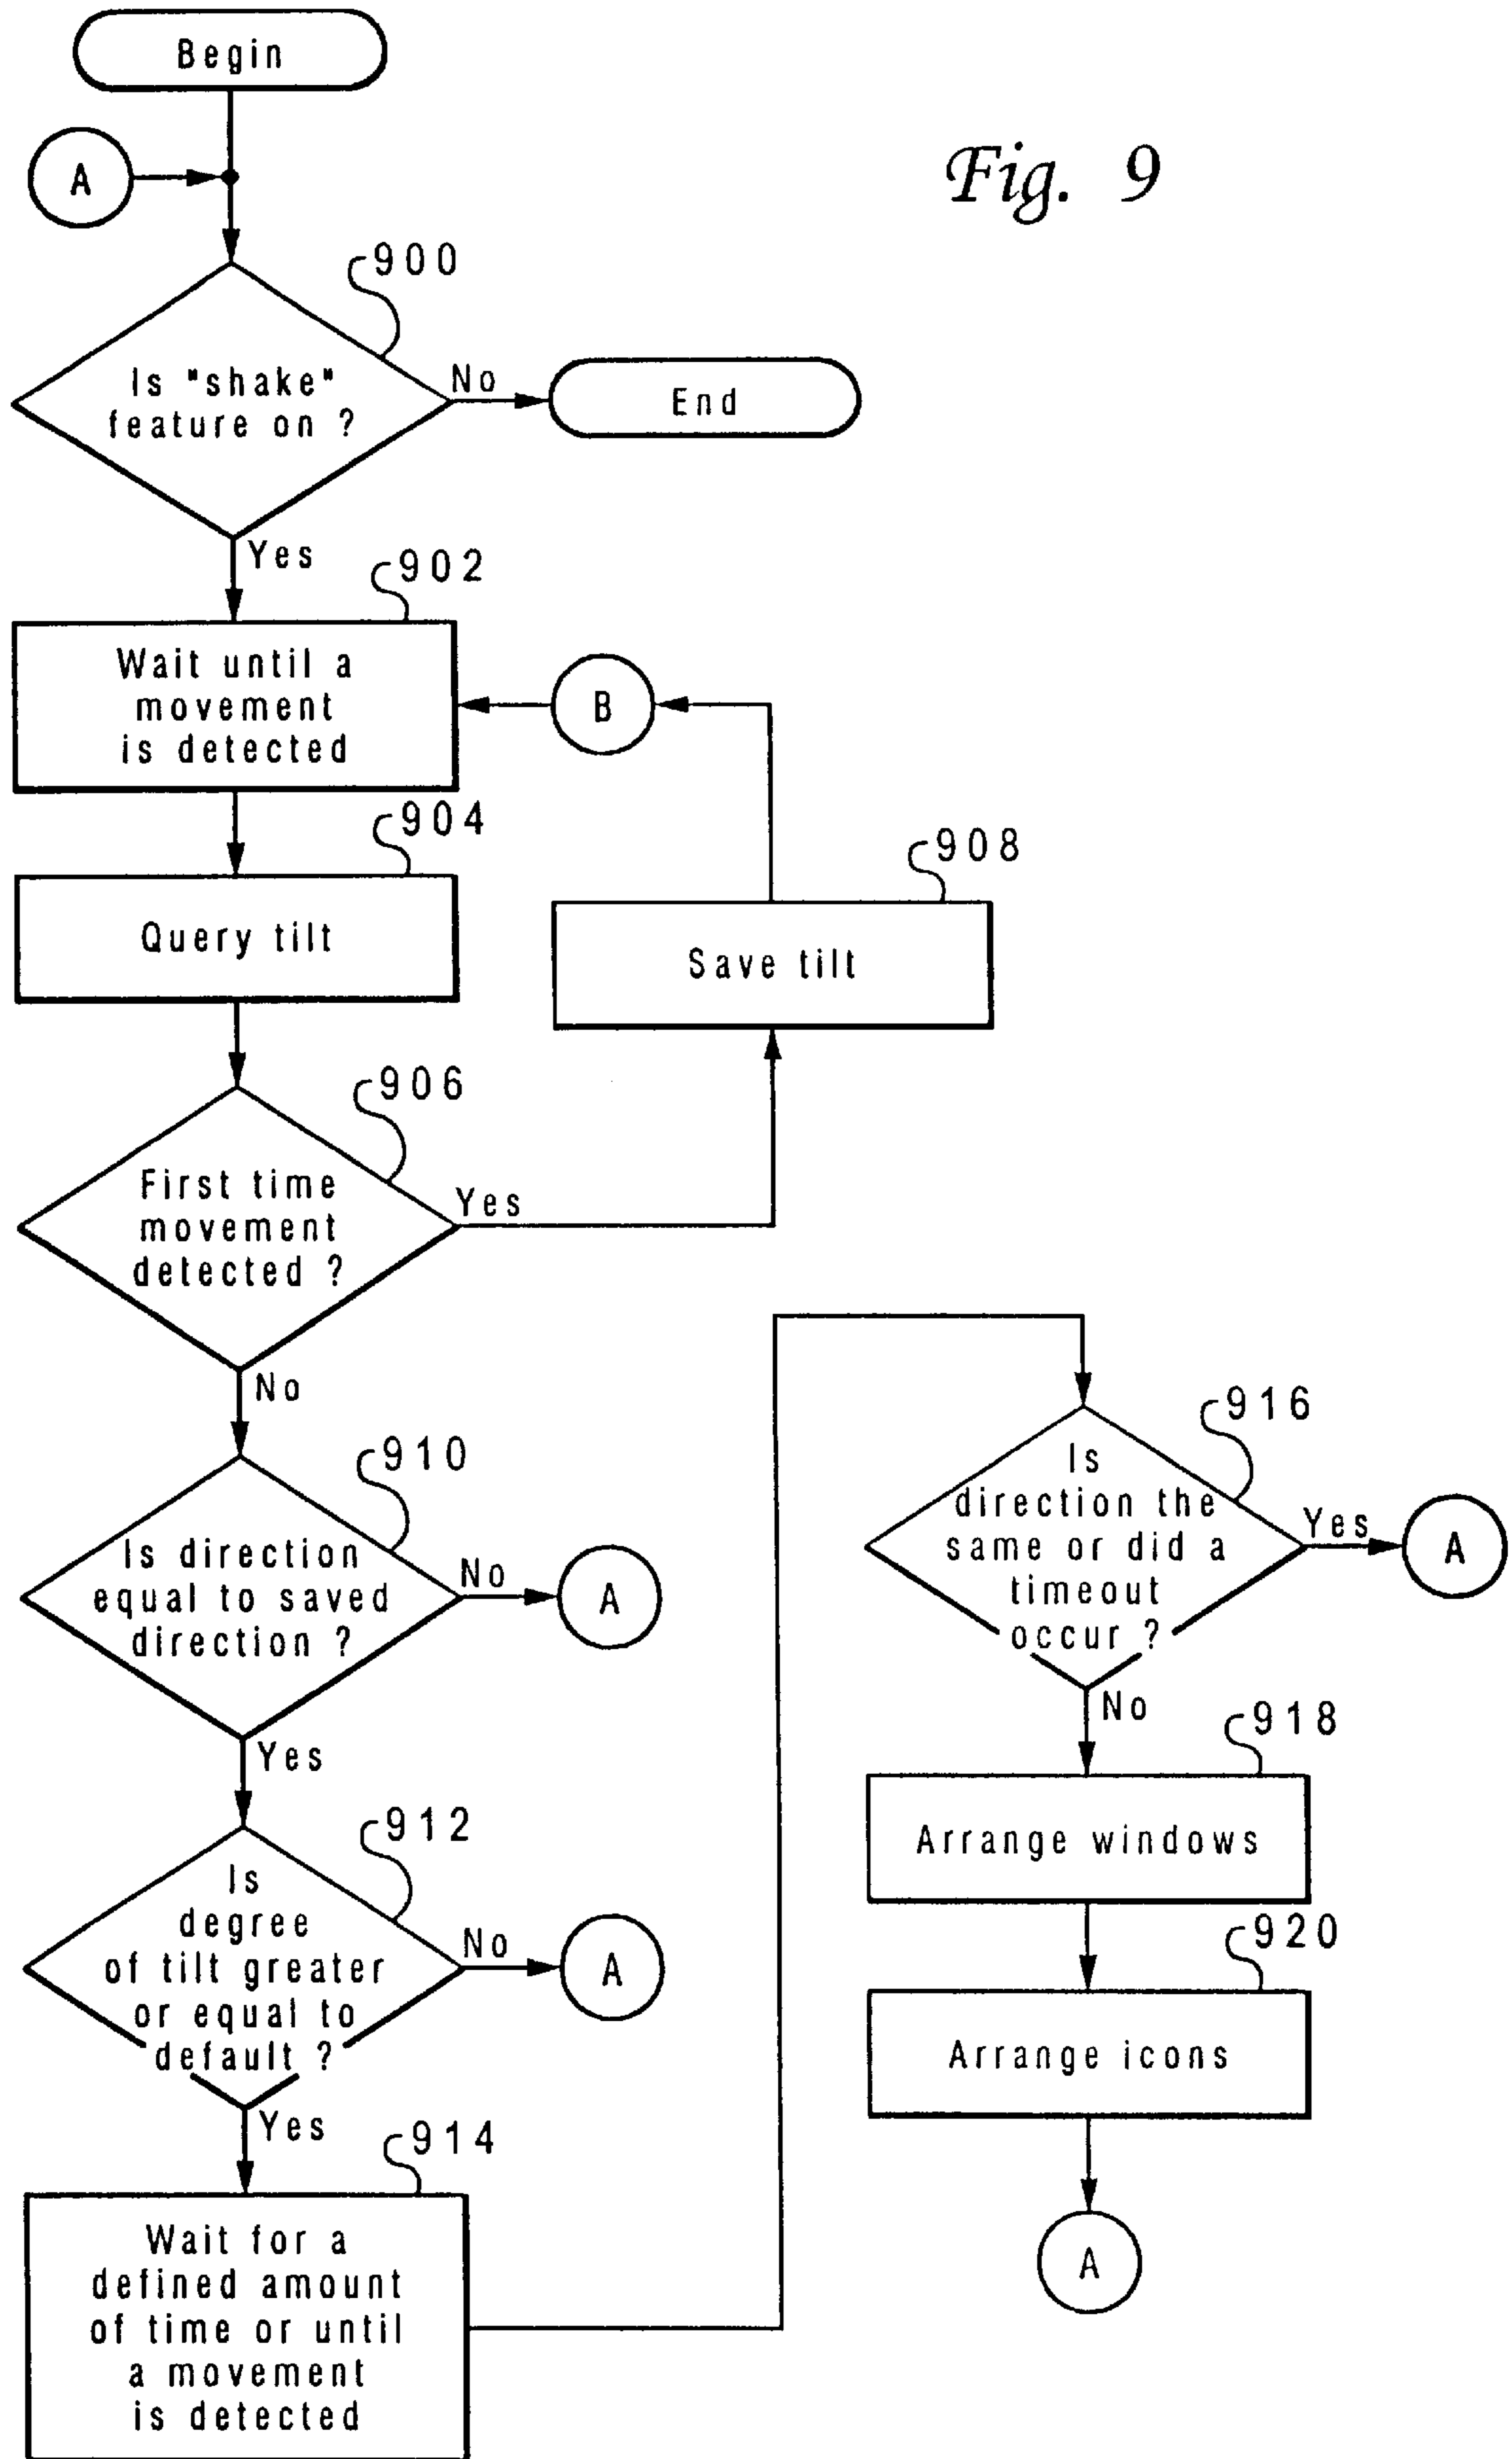 Begin
Fig. 9
A
900
Is "shake"
feature on ?
No
End
Yes
902
Wait until a
movement
is detected
B
904
Query tilt
908
Save tilt
906
First time
movement
detected ?
Yes
No
910
Is direction
equal to saved
direction ?
No
A
Yes
912
Is
degree
of tilt greater
or equal to
default ?
No
A
Yes
914
Wait for a
defined amount
of time or until
a movement
is detected
916
Is
direction the
same or did a
timeout
occur ?
Yes
A
No
918
Arrange windows
920
Arrange icons
A